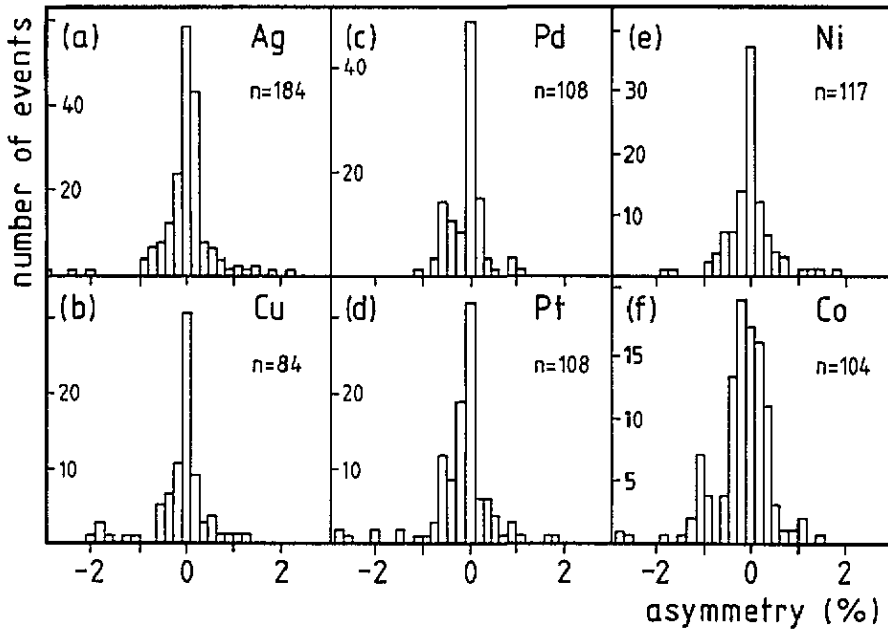 number of events
(a) Ag
n=184
40
20
(c) Pd
n=108
40
20
(e) Ni
n=117
30
20
10
(b) Cu
n=84
20
10
-2 0 2
(d) Pt
n=108
20
10
-2 0 2
(f) Co
n=104
15
10
5
-2 0 2
asymmetry (%)